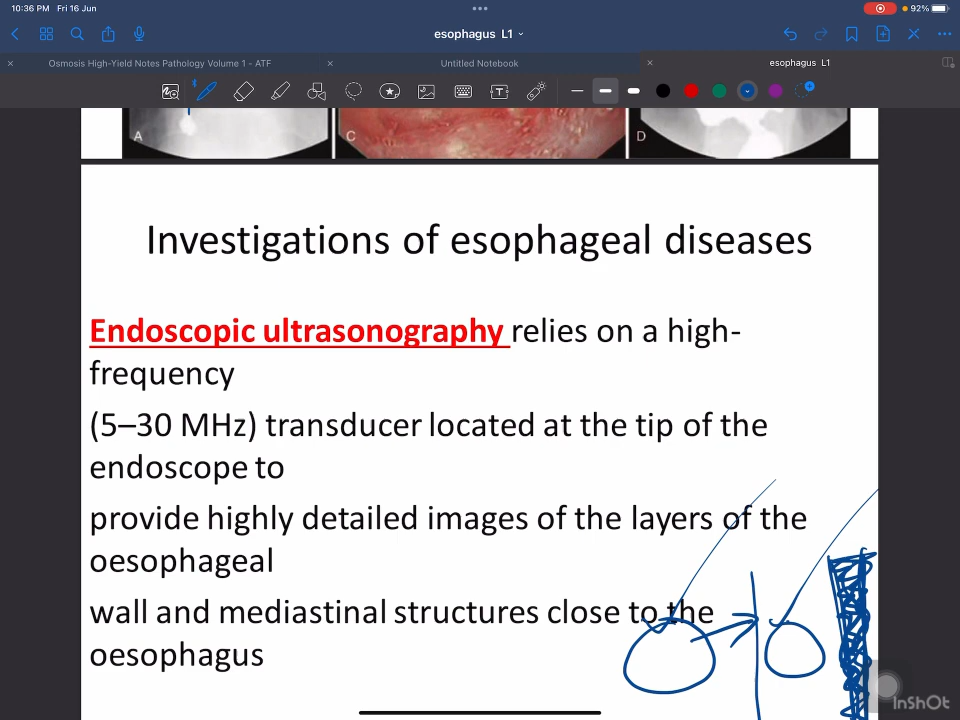 10:36 PM Fri 16 Jun
92%
esophagus L1
Osmosis High-Yield Notes Pathology Volume 1 - ATF
Untitled Notebook
esophagus L1
A
C
D
Investigations of esophageal diseases
Endoscopic ultrasonography relies on a high-
frequency
(5–30 MHz) transducer located at the tip of the
endoscope to
provide highly detailed images of the layers of the
oesophageal
wall and mediastinal structures close to the
oesophagus
InShOt